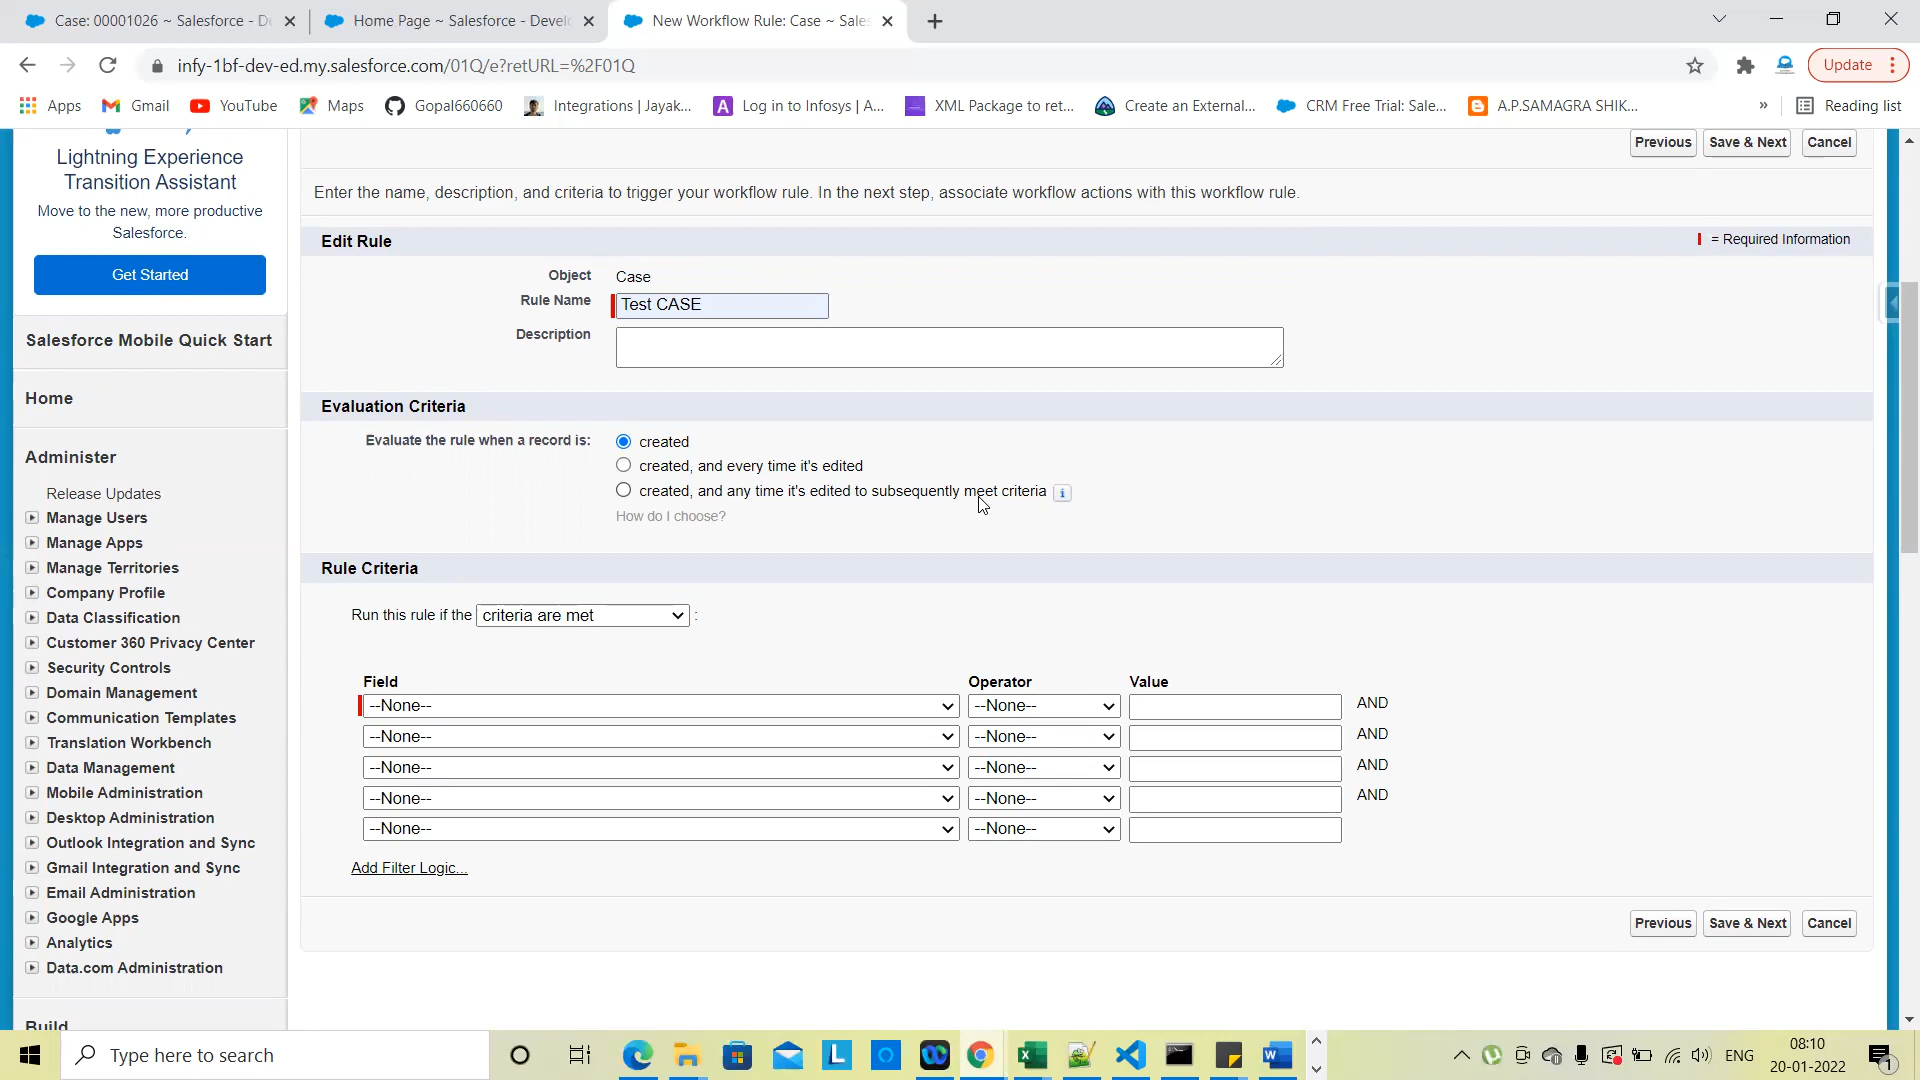 Case: 00001026 ~ Salesforce - De
Home Page ~ Salesforce - Develo
New Workflow Rule: Case ~ Sales
infy-1bf-dev-ed.my.salesforce.com/01Q/e?retURL=%2F01Q
Update
Apps
Gmail
YouTube
Maps
Gopal660660
Integrations | Jayak...
Log in to Infosys | A...
XML Package to ret...
Create an External...
CRM Free Trial: Sale...
A.P.SAMAGRA SHIK...
»
Reading list
Lightning Experience
Transition Assistant
Move to the new, more productive
Salesforce.
Get Started
Salesforce Mobile Quick Start
Home
Administer
Release Updates
Manage Users
Manage Apps
Manage Territories
Company Profile
Data Classification
Customer 360 Privacy Center
Security Controls
Domain Management
Communication Templates
Translation Workbench
Data Management
Mobile Administration
Desktop Administration
Outlook Integration and Sync
Gmail Integration and Sync
Email Administration
Google Apps
Analytics
Data.com Administration
Build
Previous Save & Next Cancel
Enter the name, description, and criteria to trigger your workflow rule. In the next step, associate workflow actions with this workflow rule.
Edit Rule
= Required Information
Object Case
Rule Name Test CASE
Description
Evaluation Criteria
Evaluate the rule when a record is: created
created, and every time it's edited
created, and any time it's edited to subsequently meet criteria i
How do I choose?
Rule Criteria
Run this rule if the criteria are met :
Field Operator Value
--None-- --None-- AND
--None-- --None-- AND
--None-- --None-- AND
--None-- --None-- AND
--None-- --None--
Add Filter Logic...
Previous Save & Next Cancel
Type here to search
ENG
08:10
20-01-2022
1